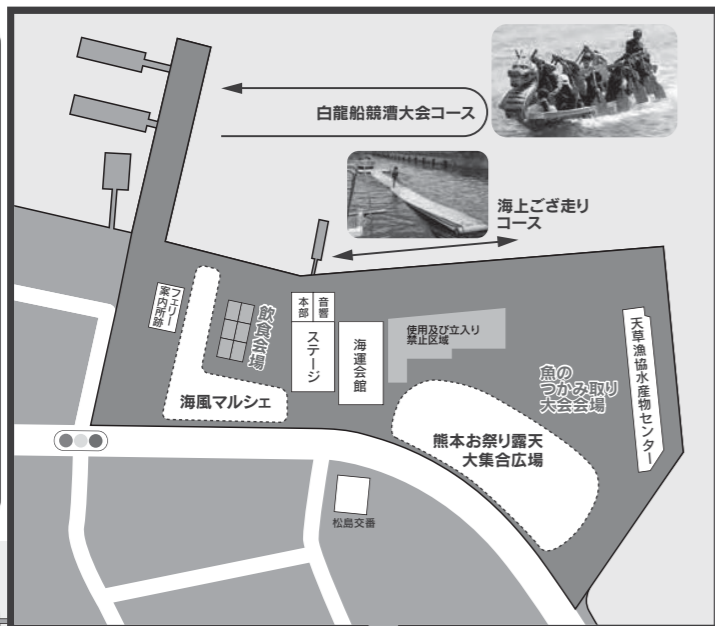 白龍船競漕大会コース
海上ござ走り
コース
フェリー
案内所跡
飲食会場
本部
音響
ステージ
海運会館
使用及び立入り
禁止区域
海風マルシェ
魚の
つかみ取り
大会会場
天草漁協水産物センター
熊本お祭り露天
大集合広場
松島交番